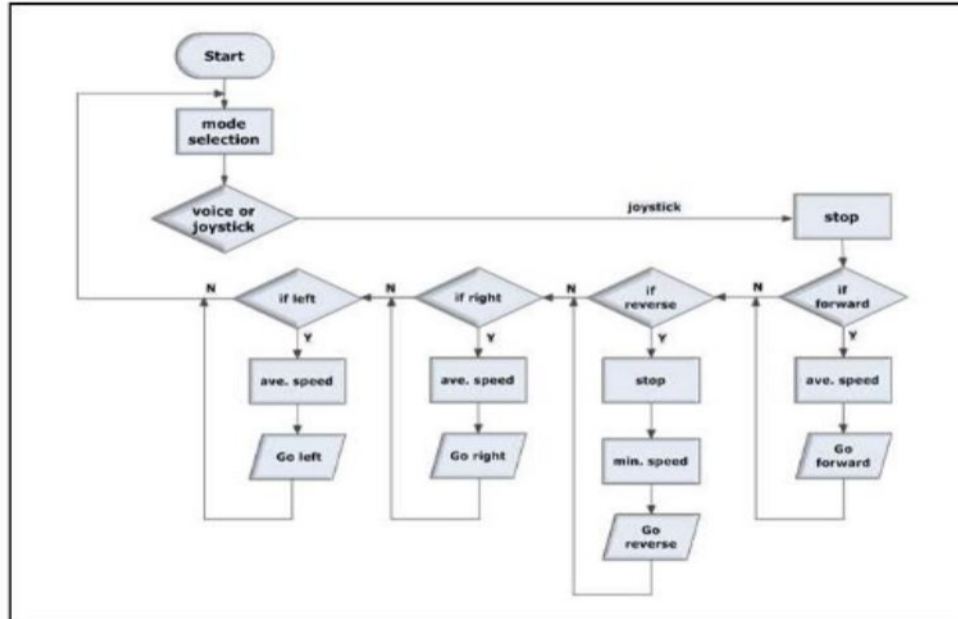 Start
mode
selection
voice or
joystick
joystick
stop
N
if left
N
if right
N
if
reverse
N
if
forward
Y
Y
Y
Y
ave. speed
ave. speed
stop
ave. speed
Go left
Go right
min. speed
Go
forward
Go
reverse